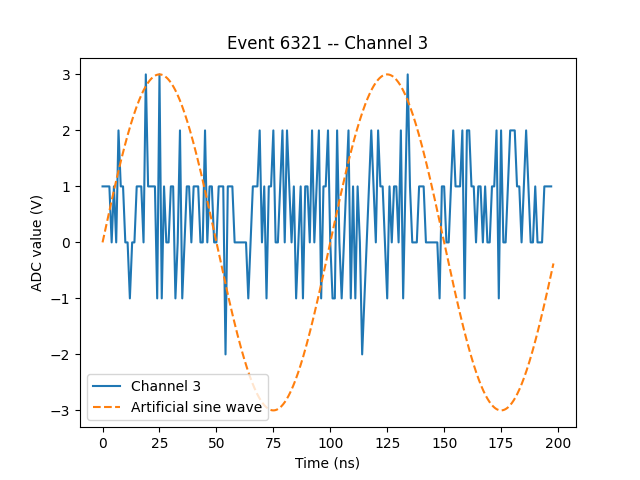 Event 6321 -- Channel 3
ADC value (V)
3
2
1
0
−1
−2
−3
Channel 3
Artificial sine wave
0 25 50 75 100 125 150 175 200
Time (ns)